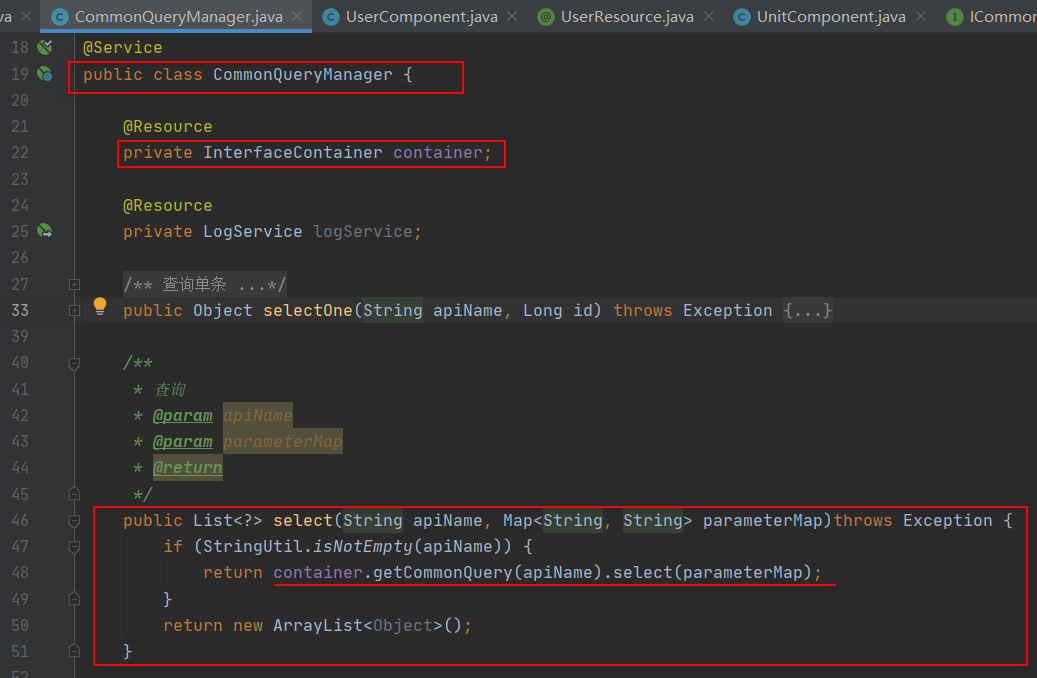 va CommonQueryManager.java UserComponent.java UserResource.java UnitComponent.java ICommor
18 @Service
19 public class CommonQueryManager {
20
21 @Resource
22 private InterfaceContainer container;
23
24 @Resource
25 private LogService logService;
26
27 /** 查询单条 ...*/
33 public Object selectOne(String apiName, Long id) throws Exception {...}
39
40 /**
41 * 查询
42 * @param apiName
43 * @param parameterMap
44 * @return
45 */
46 public List<?> select(String apiName, Map<String, String> parameterMap)throws Exception {
47 if (StringUtil.isNotEmpty(apiName)) {
48 return container.getCommonQuery(apiName).select(parameterMap);
49 }
50 return new ArrayList<Object>();
51 }
52